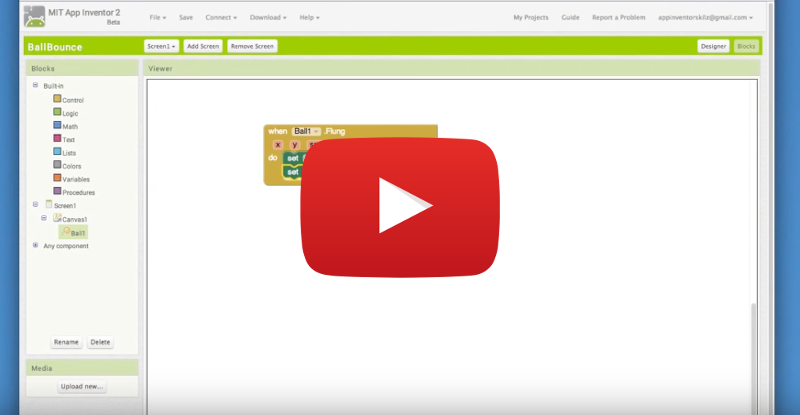 MIT App Inventor 2
Beta
File Save Connect Download Help
My Projects Guide Report a Problem appinventorskilz@gmail.com
BallBounce
Screen1 Add Screen Remove Screen
Designer Blocks
Blocks
Viewer
Built-in
Control
Logic
Math
Text
Lists
Colors
Variables
Procedures
Screen1
Canvas1
Ball1
Any component
Rename Delete
Media
Upload new...
when Ball1 .Flung
x y
do set
set